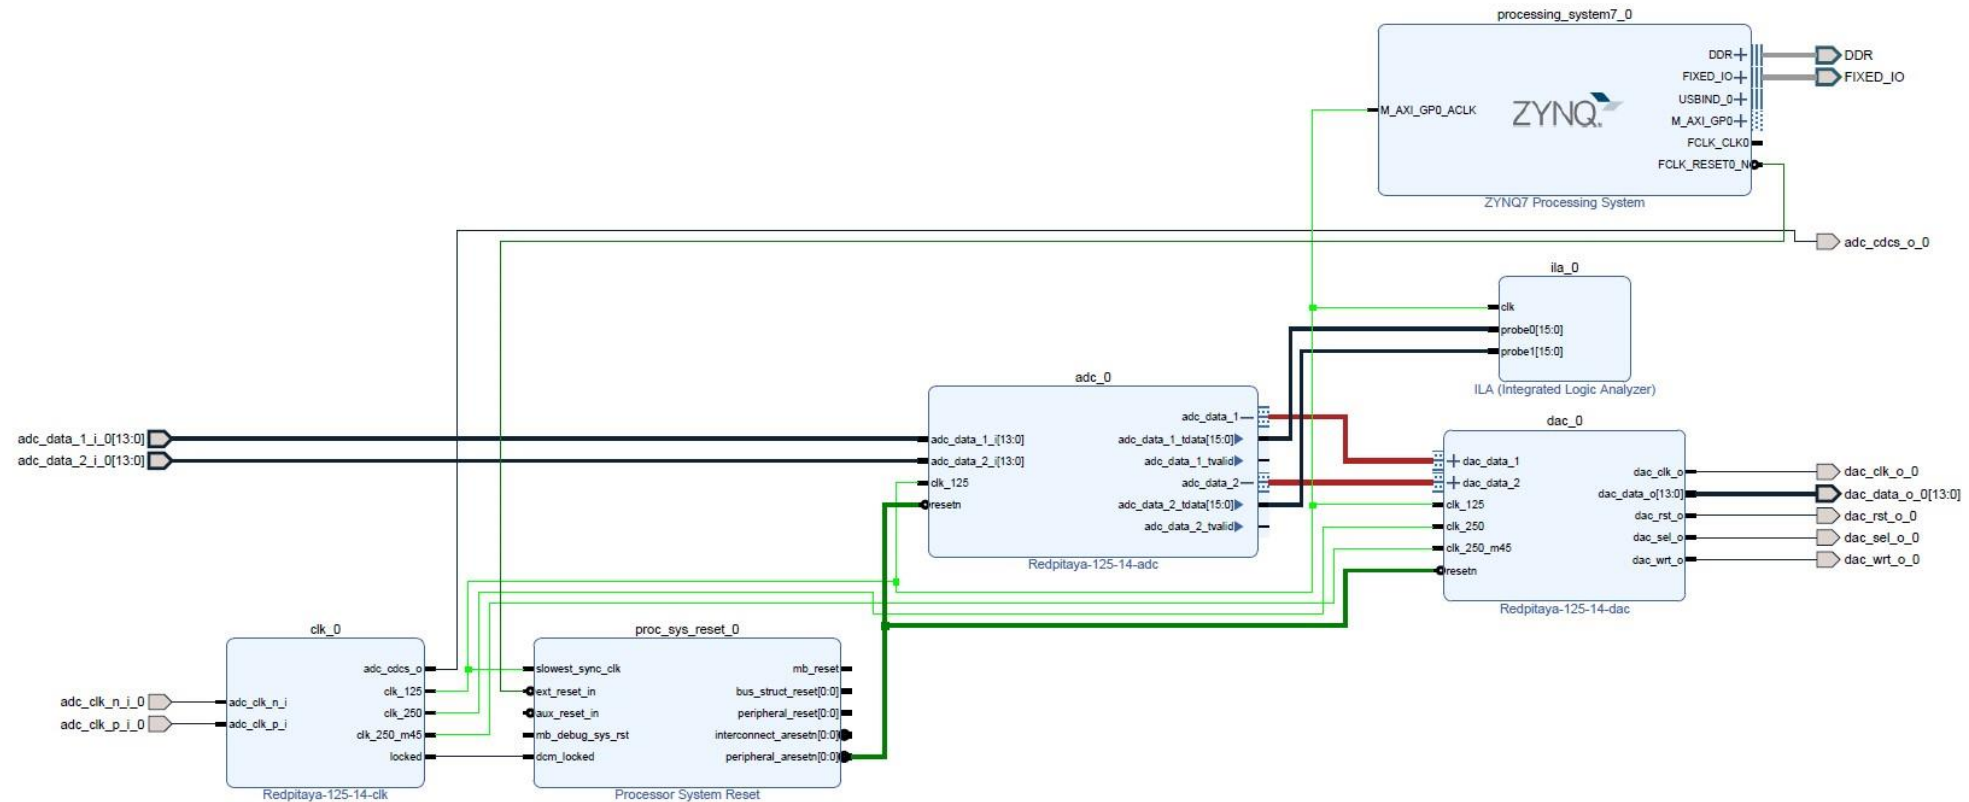 processing_system7_0
DDR
FIXED_IO
USBIND_0
M_AXI_GP0
FCLK_CLK0
FCLK_RESET0_N
M_AXI_GP0_ACLK
ZYNQ
ZYNQ7 Processing System
DDR
FIXED_IO
adc_cdcs_o_0
ila_0
clk
probe0[15:0]
probe1[15:0]
ILA (Integrated Logic Analyzer)
adc_0
adc_data_1_i_0[13:0]
adc_data_2_i_0[13:0]
adc_data_1_i[13:0]
adc_data_2_i[13:0]
clk_125
resetn
adc_data_1
adc_data_1_tdata[15:0]
adc_data_1_tvalid
adc_data_2
adc_data_2_tdata[15:0]
adc_data_2_tvalid
Redpitaya-125-14-adc
dac_0
dac_data_1
dac_data_2
clk_125
clk_250
clk_250_m45
resetn
dac_clk_o
dac_data_o[13:0]
dac_rst_o
dac_sel_o
dac_wrt_o
Redpitaya-125-14-dac
dac_clk_o_0
dac_data_o_0[13:0]
dac_rst_o_0
dac_sel_o_0
dac_wrt_o_0
clk_0
adc_clk_n_i_0
adc_clk_p_i_0
adc_clk_n_i
adc_clk_p_i
adc_cdcs_o
clk_125
clk_250
clk_250_m45
locked
Redpitaya-125-14-clk
proc_sys_reset_0
slowest_sync_clk
ext_reset_in
aux_reset_in
mb_debug_sys_rst
dcm_locked
mb_reset
bus_struct_reset[0:0]
peripheral_reset[0:0]
interconnect_aresetn[0:0]
peripheral_aresetn[0:0]
Processor System Reset